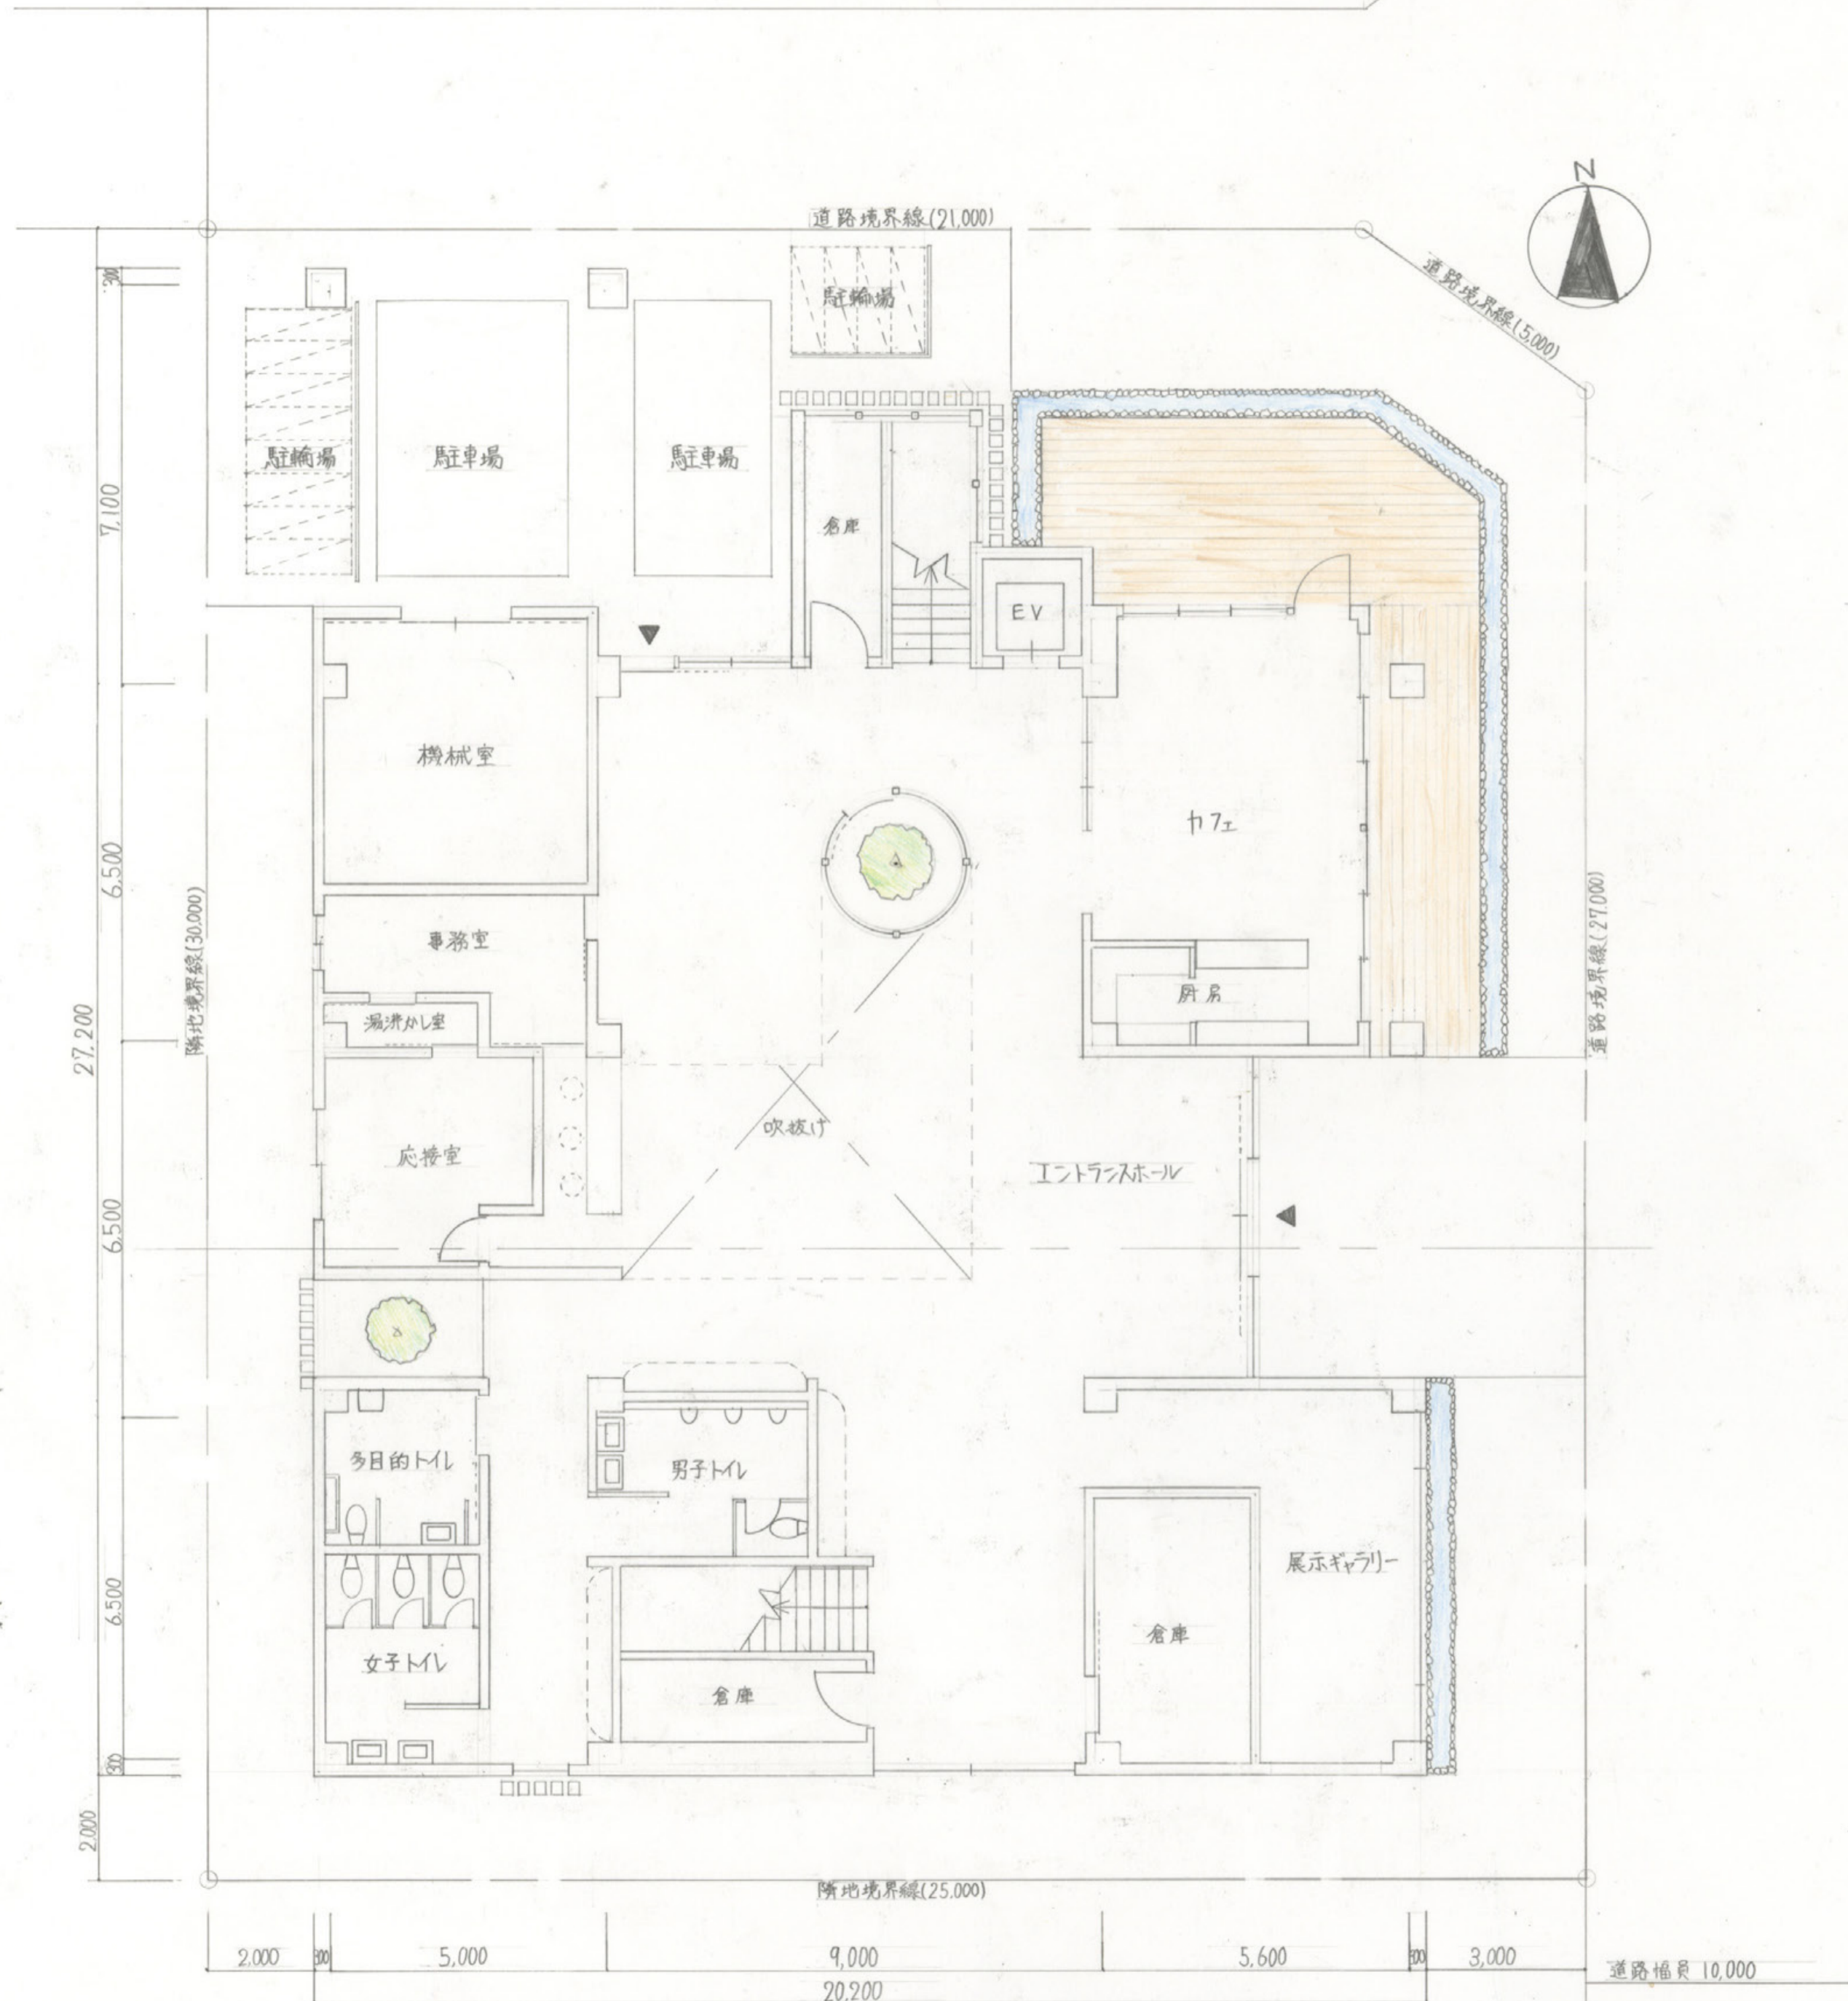 N
道路境界線(21,000)
道路境界線(5,000)
駐輪場
駐輪場
駐車場
駐車場
倉庫
EV
機械室
カフェ
事務室
厨房
湯沸かし室
応接室
吹抜け
エントランスホール
多目的トイレ
男子トイレ
展示ギャラリー
倉庫
女子トイレ
倉庫
隣地境界線(30,000)
道路境界線(27,000)
隣地境界線(25,000)
300
7,100
6,500
6,500
6,500
300
27,200
2,000
2,000
300
5,000
9,000
5,600
300
3,000
20,200
道路幅員 10,000